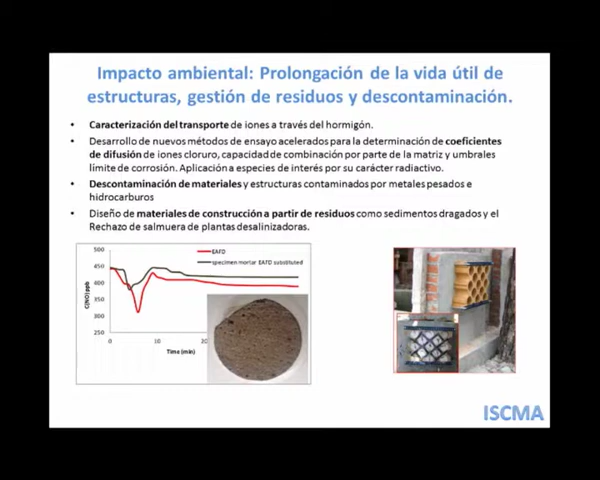 Impacto ambiental: Prolongación de la vida útil de
estructuras, gestión de residuos y descontaminación.
• Caracterización del transporte de iones a través del hormigón.
• Desarrollo de nuevos métodos de ensayo acelerados para la determinación de coeficientes
de difusión de iones cloruro, capacidad de combinación por parte de la matriz y umbrales
límite de corrosión. Aplicación a especies de interés por su carácter radiactivo.
• Descontaminación de materiales y estructuras contaminados por metales pesados e
hidrocarburos
• Diseño de materiales de construcción a partir de residuos como sedimentos dragados y el
Rechazo de salmuera de plantas desalinizadoras.
500
450
400
350
300
250
C(NO) ppb
EAFD
specimen mortar EAFD substituted
0 10 20
Time (min)
ISCMA